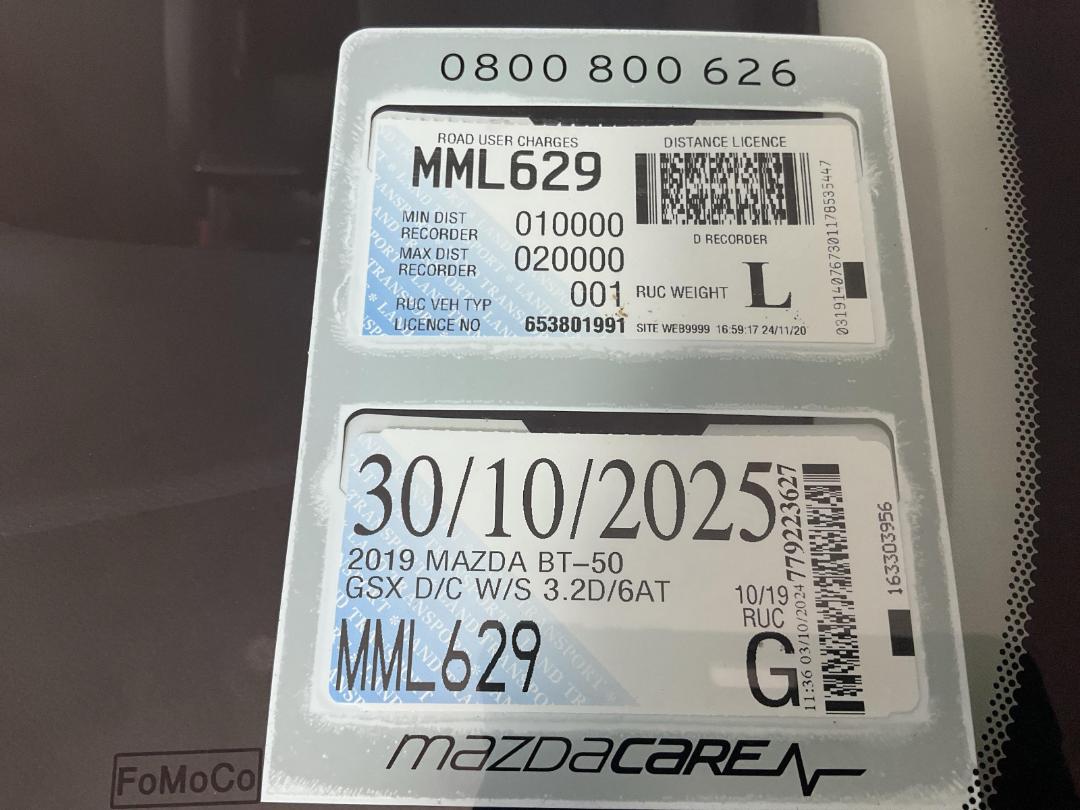 0800 800 626
ROAD USER CHARGES
MML629
DISTANCE LICENCE
MIN DIST RECORDER 010000
MAX DIST RECORDER 020000
D RECORDER
RUC VEH TYP 001
RUC WEIGHT L
LICENCE NO 653801991
SITE WEB9999 16:59:17 24/11/20
0319140767301178535447
30/10/2025
2019 MAZDA BT-50
GSX D/C W/S 3.2D/6AT
10/19
RUC
MML629
G
11:36 03/10/2024 7792223627
163303956
mazdacare
FoMoCo